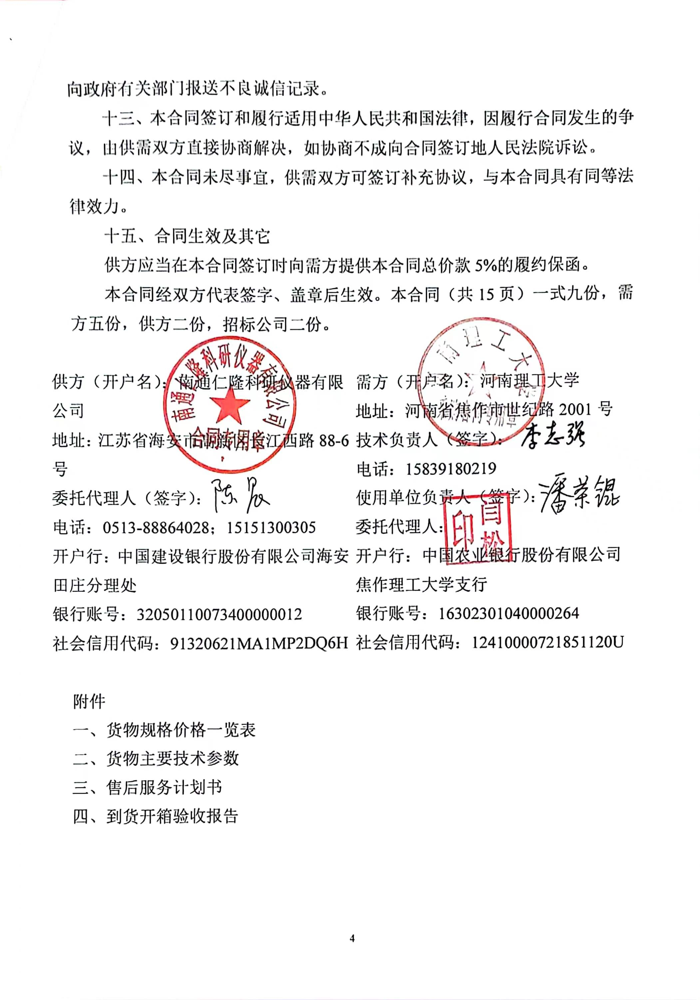 向政府有关部门报送不良诚信记录。
十三、本合同签订和履行适用中华人民共和国法律，因履行合同发生的争
议，由供需双方直接协商解决，如协商不成向合同签订地人民法院诉讼。
十四、本合同未尽事宜，供需双方可签订补充协议，与本合同具有同等法
律效力。
十五、合同生效及其它
供方应当在本合同签订时向需方提供本合同总价款 5%的履约保函。
本合同经双方代表签字、盖章后生效。本合同（共 15 页）一式九份，需
方五份，供方二份，招标公司二份。
供方（开户名）：南通仁隆科研仪器有限
公司
地址：江苏省海安市高新区长江西路 88-6
号
委托代理人（签字）：陈晨
电话：0513-88864028；15151300305
开户行：中国建设银行股份有限公司海安
田庄分理处
银行账号：32050110073400000012
社会信用代码：91320621MA1MP2DQ6H
南通仁隆科研仪器有限公司
合同专用章
需方（开户名）：河南理工大学
地址：河南省焦作市世纪路 2001 号
技术负责人（签字）：李志强
电话：15839180219
使用单位负责人（签字）：潘荣锟
委托代理人：
开户行：中国农业银行股份有限公司
焦作理工大学支行
银行账号：16302301040000264
社会信用代码：12410000721851120U
南理工大
闫松印
附件
一、货物规格价格一览表
二、货物主要技术参数
三、售后服务计划书
四、到货开箱验收报告
4